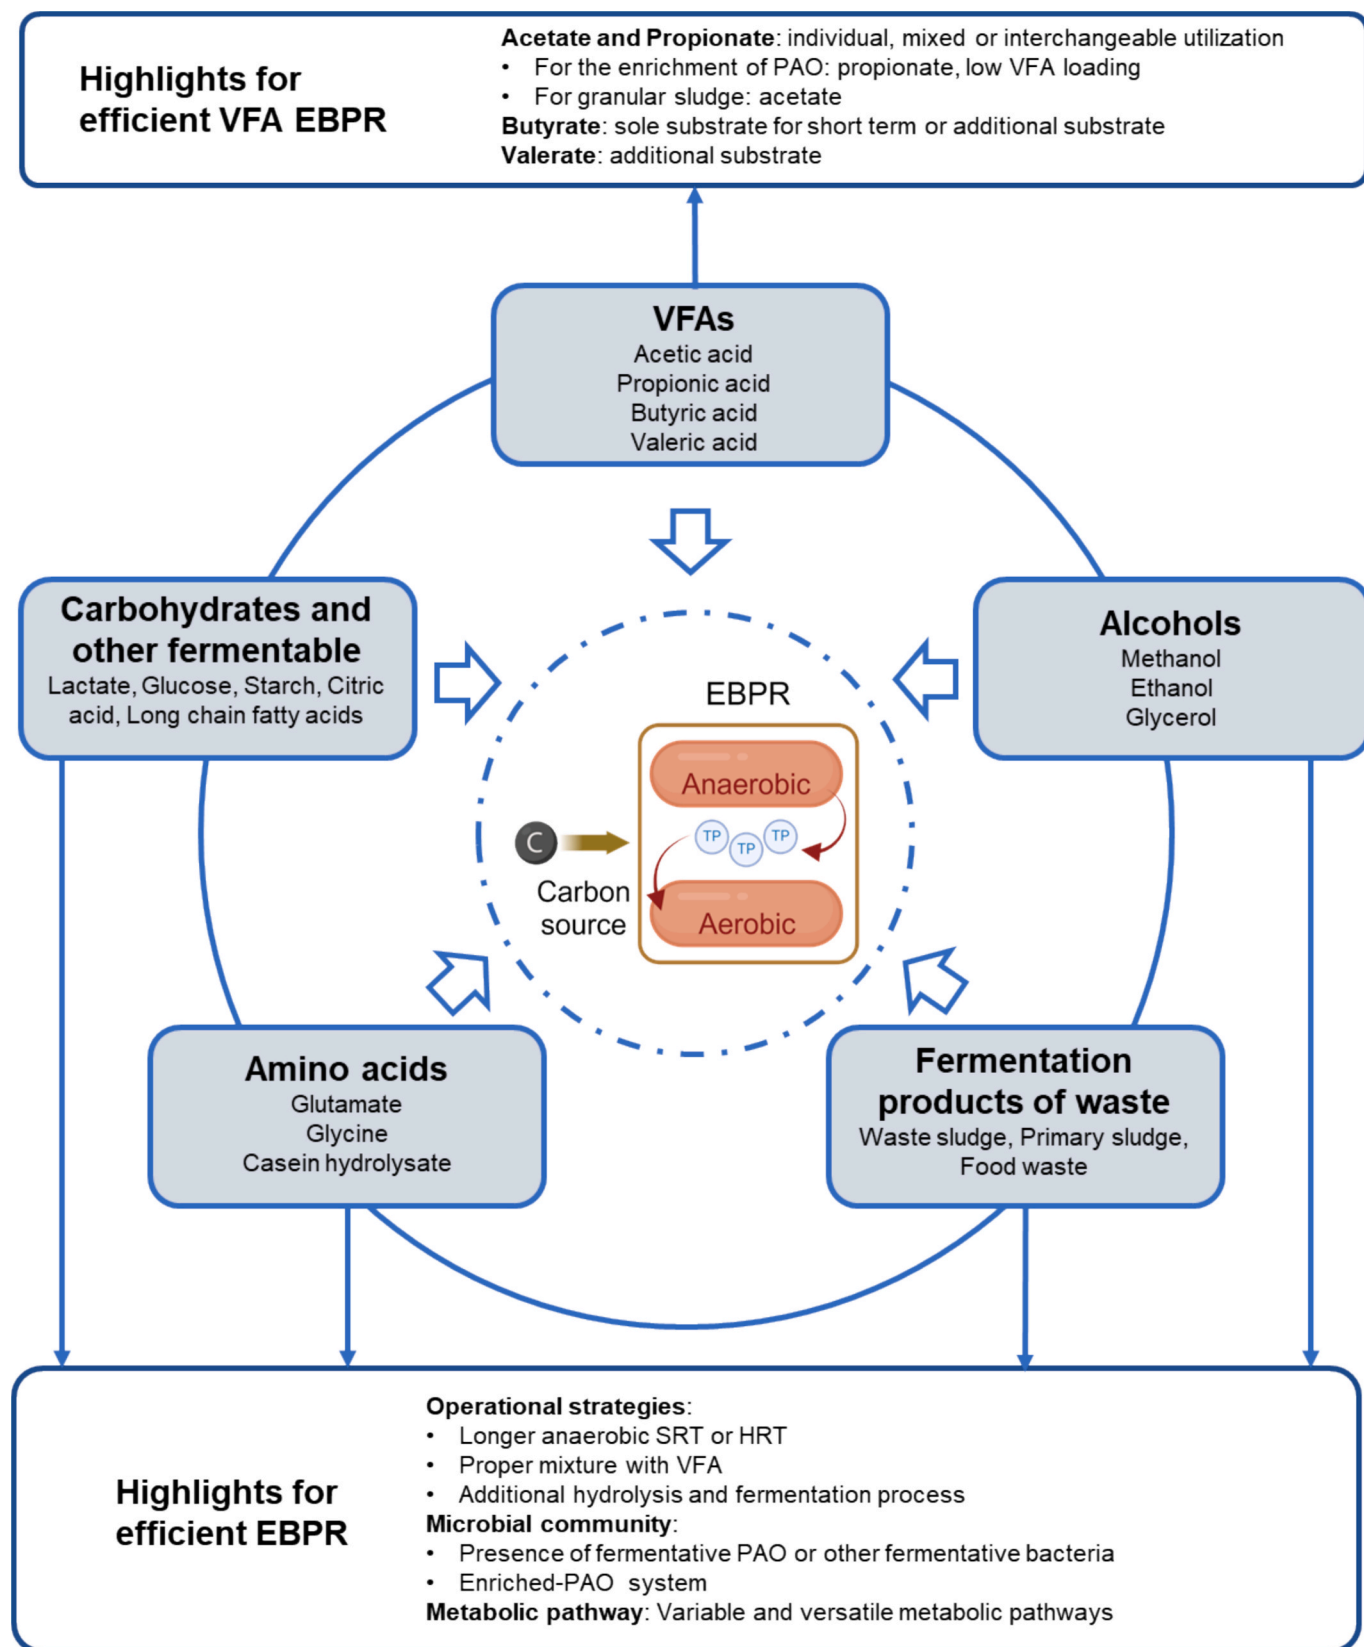 Highlights for
efficient VFA EBPR
Acetate and Propionate: individual, mixed or interchangeable utilization
• For the enrichment of PAO: propionate, low VFA loading
• For granular sludge: acetate
Butyrate: sole substrate for short term or additional substrate
Valerate: additional substrate
VFAs
Acetic acid
Propionic acid
Butyric acid
Valeric acid
Carbohydrates and
other fermentable
Lactate, Glucose, Starch, Citric
acid, Long chain fatty acids
Alcohols
Methanol
Ethanol
Glycerol
EBPR
Anaerobic
TP
TP
TP
C
Carbon
source
Aerobic
Amino acids
Glutamate
Glycine
Casein hydrolysate
Fermentation
products of waste
Waste sludge, Primary sludge,
Food waste
Highlights for
efficient EBPR
Operational strategies:
• Longer anaerobic SRT or HRT
• Proper mixture with VFA
• Additional hydrolysis and fermentation process
Microbial community:
• Presence of fermentative PAO or other fermentative bacteria
• Enriched-PAO system
Metabolic pathway: Variable and versatile metabolic pathways